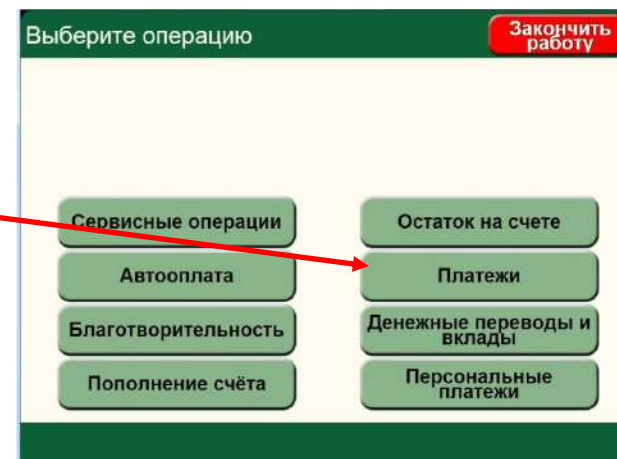 Выберите операцию
Закончить
работу
Сервисные операции
Остаток на счете
Автооплата
Платежи
Благотворительность
Денежные переводы и
вклады
Пополнение счёта
Персональные
платежи